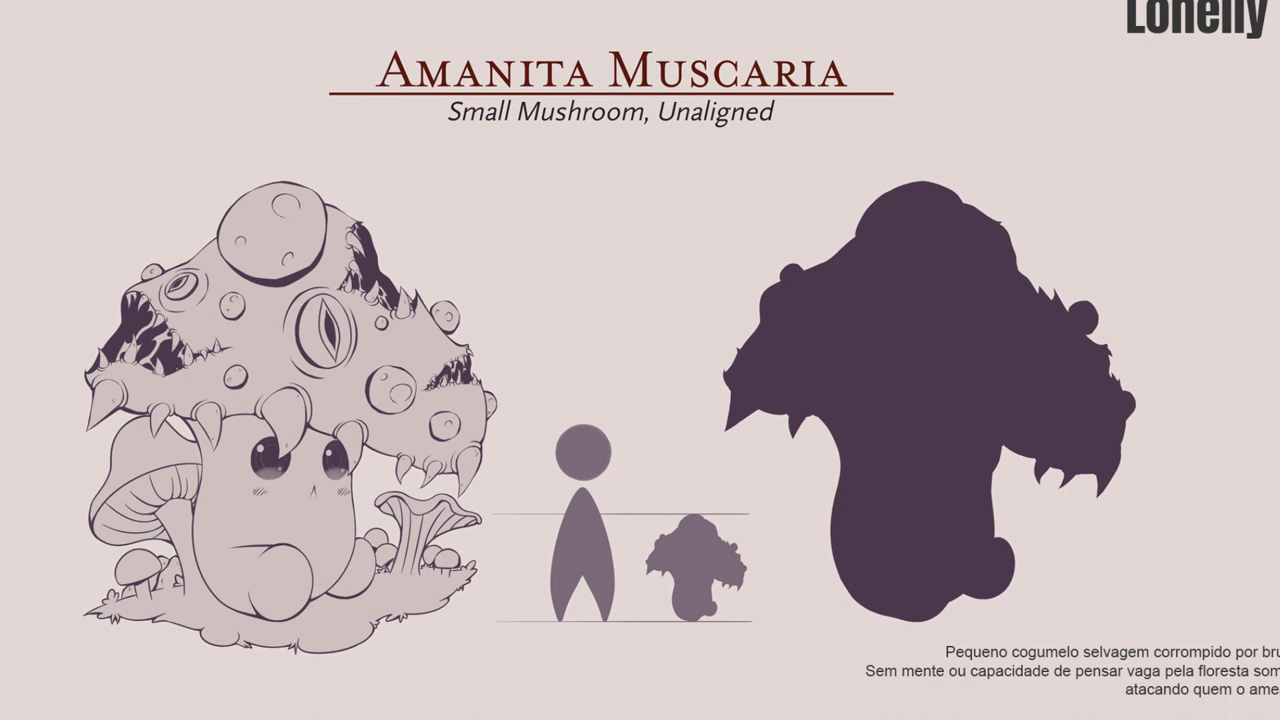 Lonelly
AMANITA MUSCARIA
Small Mushroom, Unaligned
Pequeno cogumelo selvagem corrompido por
Sem mente ou capacidade de pensar vaga pela floresta
atacando quem o